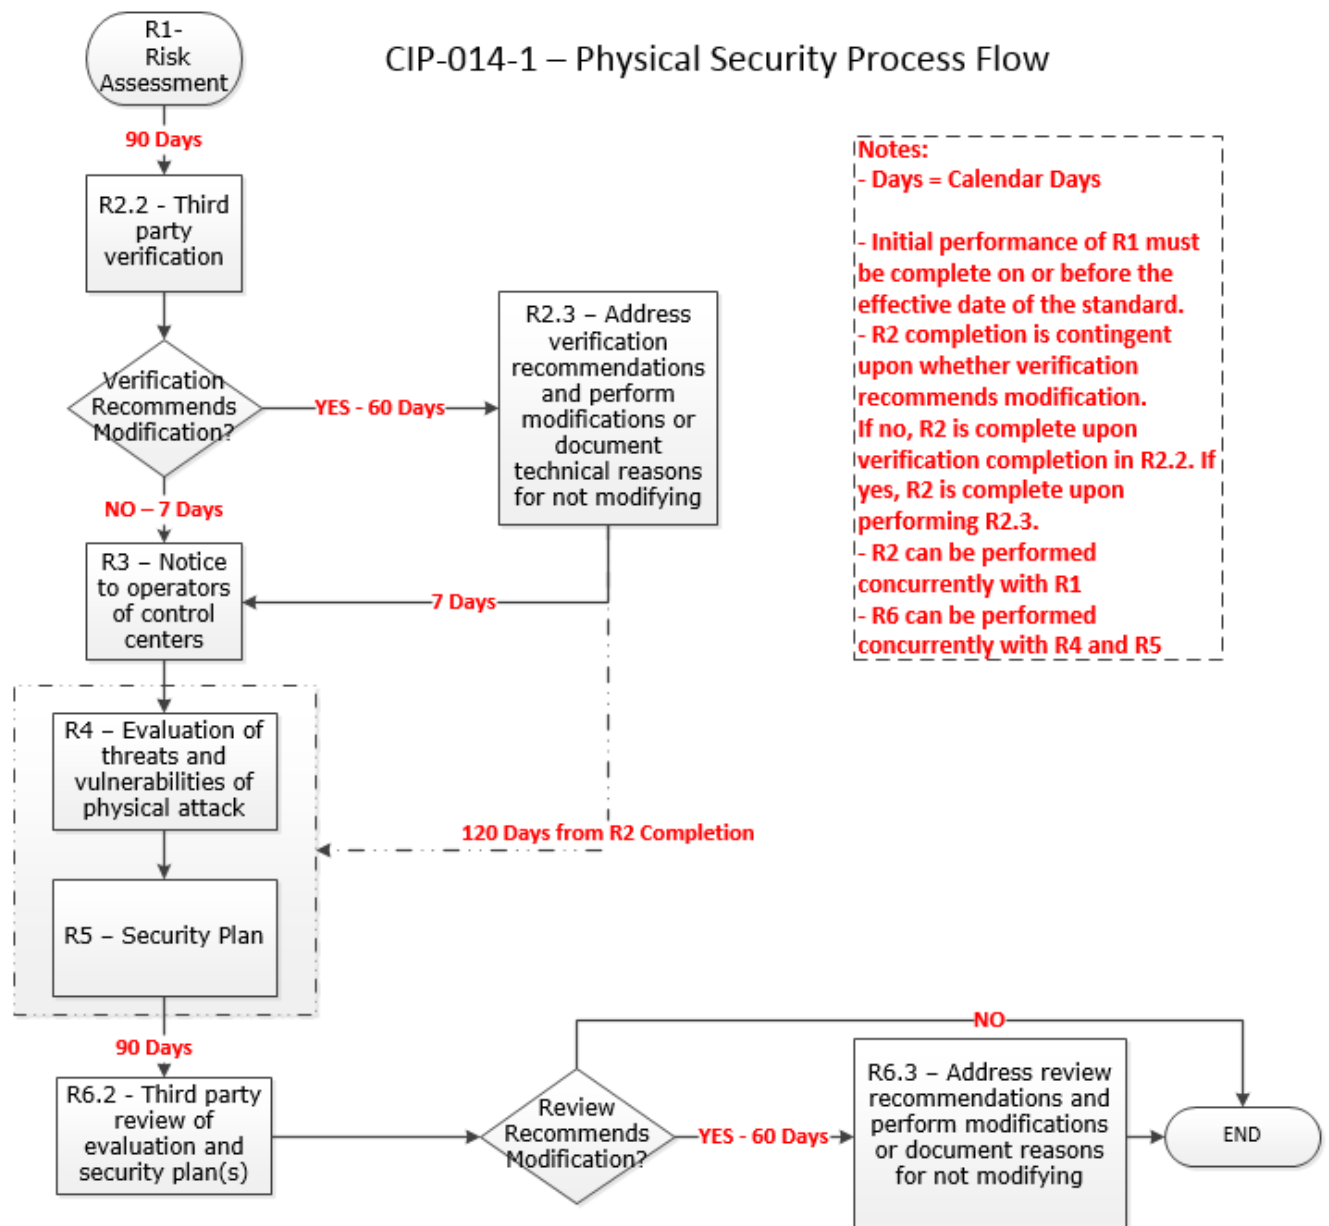 CIP-014-1 – Physical Security Process Flow
R1-
Risk
Assessment
90 Days
R2.2 - Third
party
verification
Verification
Recommends
Modification?
YES - 60 Days
R2.3 – Address
verification
recommendations
and perform
modifications or
document
technical reasons
for not modifying
NO – 7 Days
R3 – Notice
to operators
of control
centers
7 Days
R4 – Evaluation of
threats and
vulnerabilities of
physical attack
120 Days from R2 Completion
R5 – Security Plan
90 Days
R6.2 - Third party
review of
evaluation and
security plan(s)
Review
Recommends
Modification?
NO
YES - 60 Days
R6.3 – Address review
recommendations and
perform modifications
or document reasons
for not modifying
END
Notes:
- Days = Calendar Days
- Initial performance of R1 must
be complete on or before the
effective date of the standard.
- R2 completion is contingent
upon whether verification
recommends modification.
If no, R2 is complete upon
verification completion in R2.2. If
yes, R2 is complete upon
performing R2.3.
- R2 can be performed
concurrently with R1
- R6 can be performed
concurrently with R4 and R5